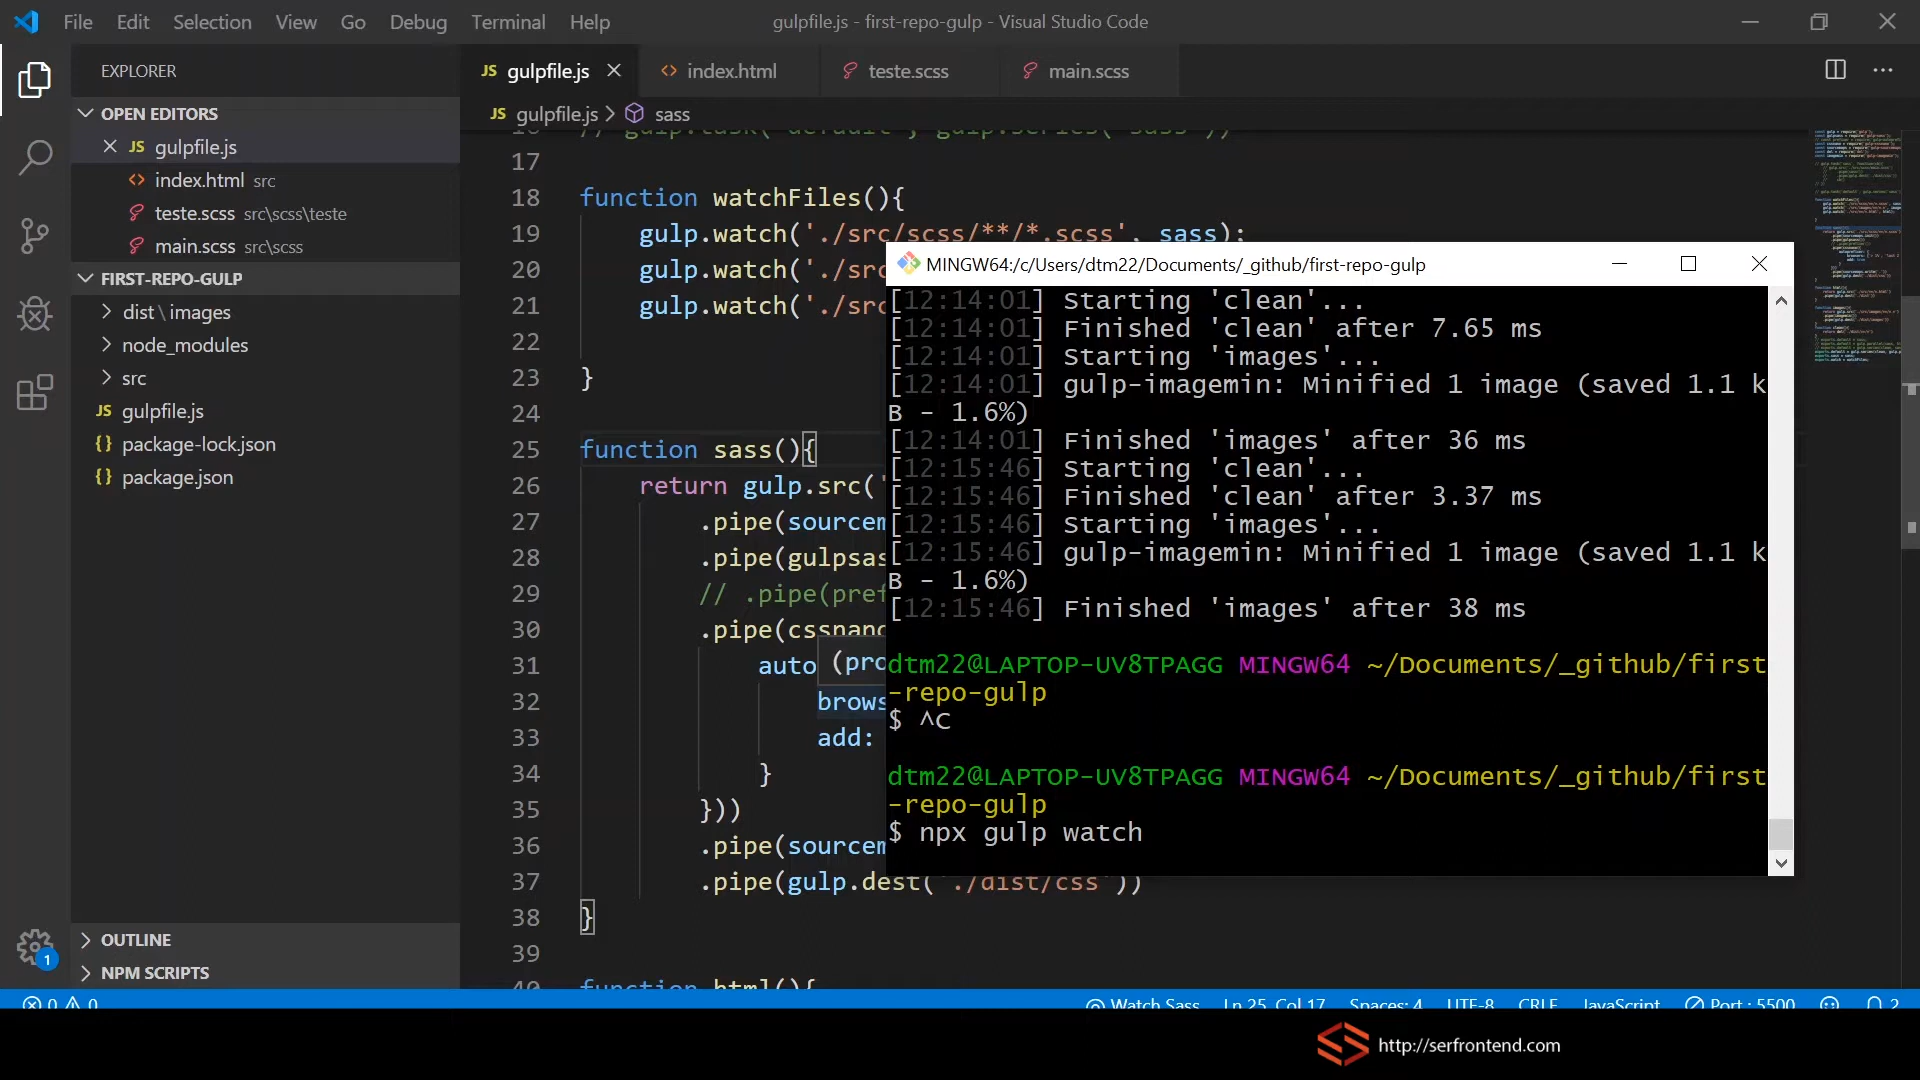 File Edit Selection View Go Debug Terminal Help
gulpfile.js - first-repo-gulp - Visual Studio Code
EXPLORER
OPEN EDITORS
JS gulpfile.js
index.html src
teste.scss src\scss\teste
main.scss src\scss
FIRST-REPO-GULP
dist\images
node_modules
src
JS gulpfile.js
{} package-lock.json
{} package.json
OUTLINE
NPM SCRIPTS
1
JS gulpfile.js
index.html
teste.scss
main.scss
JS gulpfile.js > sass
16 // gulp.task('default', gulp.series('sass'))
17
18 function watchFiles(){
19 gulp.watch('./src/scss/**/*.scss', sass);
20 gulp.watch('./src
21 gulp.watch('./src
22
23 }
24
25 function sass(){
26 return gulp.src('
27 .pipe(sourcem
28 .pipe(gulpsas
29 // .pipe(pref
30 .pipe(cssnano
31 auto (pro
32 brows
33 add:
34 }
35 }))
36 .pipe(sourcem
37 .pipe(gulp.dest('./dist/css'))
38 }
39
40 function html(){
MINGW64:/c/Users/dtm22/Documents/_github/first-repo-gulp
[12:14:01] Starting 'clean'...
[12:14:01] Finished 'clean' after 7.65 ms
[12:14:01] Starting 'images'...
[12:14:01] gulp-imagemin: Minified 1 image (saved 1.1 k
B - 1.6%)
[12:14:01] Finished 'images' after 36 ms
[12:15:46] Starting 'clean'...
[12:15:46] Finished 'clean' after 3.37 ms
[12:15:46] Starting 'images'...
[12:15:46] gulp-imagemin: Minified 1 image (saved 1.1 k
B - 1.6%)
[12:15:46] Finished 'images' after 38 ms
dtm22@LAPTOP-UV8TPAGG MINGW64 ~/Documents/_github/first
-repo-gulp
$ ^C
dtm22@LAPTOP-UV8TPAGG MINGW64 ~/Documents/_github/first
-repo-gulp
$ npx gulp watch
0 0 Watch Sass Ln 25, Col 17 Spaces: 4 UTF-8 CRLF JavaScript Port : 5500 2
http://serfrontend.com